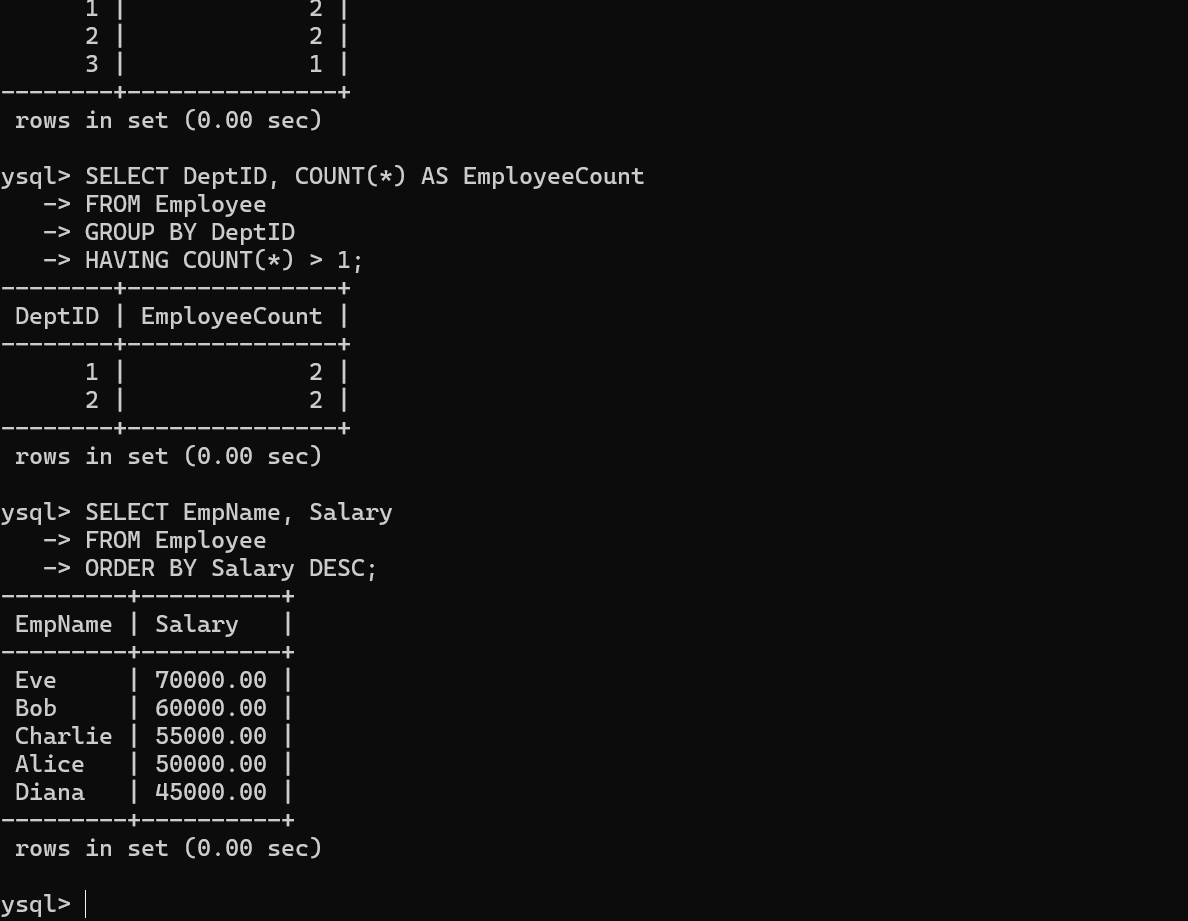 1 |             2 |
      2 |             2 |
      3 |             1 |
--------+---------------+
 rows in set (0.00 sec)

ysql> SELECT DeptID, COUNT(*) AS EmployeeCount
   -> FROM Employee
   -> GROUP BY DeptID
   -> HAVING COUNT(*) > 1;
--------+---------------+
 DeptID | EmployeeCount |
--------+---------------+
      1 |             2 |
      2 |             2 |
--------+---------------+
 rows in set (0.00 sec)

ysql> SELECT EmpName, Salary
   -> FROM Employee
   -> ORDER BY Salary DESC;
---------+----------+
 EmpName | Salary   |
---------+----------+
 Eve     | 70000.00 |
 Bob     | 60000.00 |
 Charlie | 55000.00 |
 Alice   | 50000.00 |
 Diana   | 45000.00 |
---------+----------+
 rows in set (0.00 sec)

ysql>